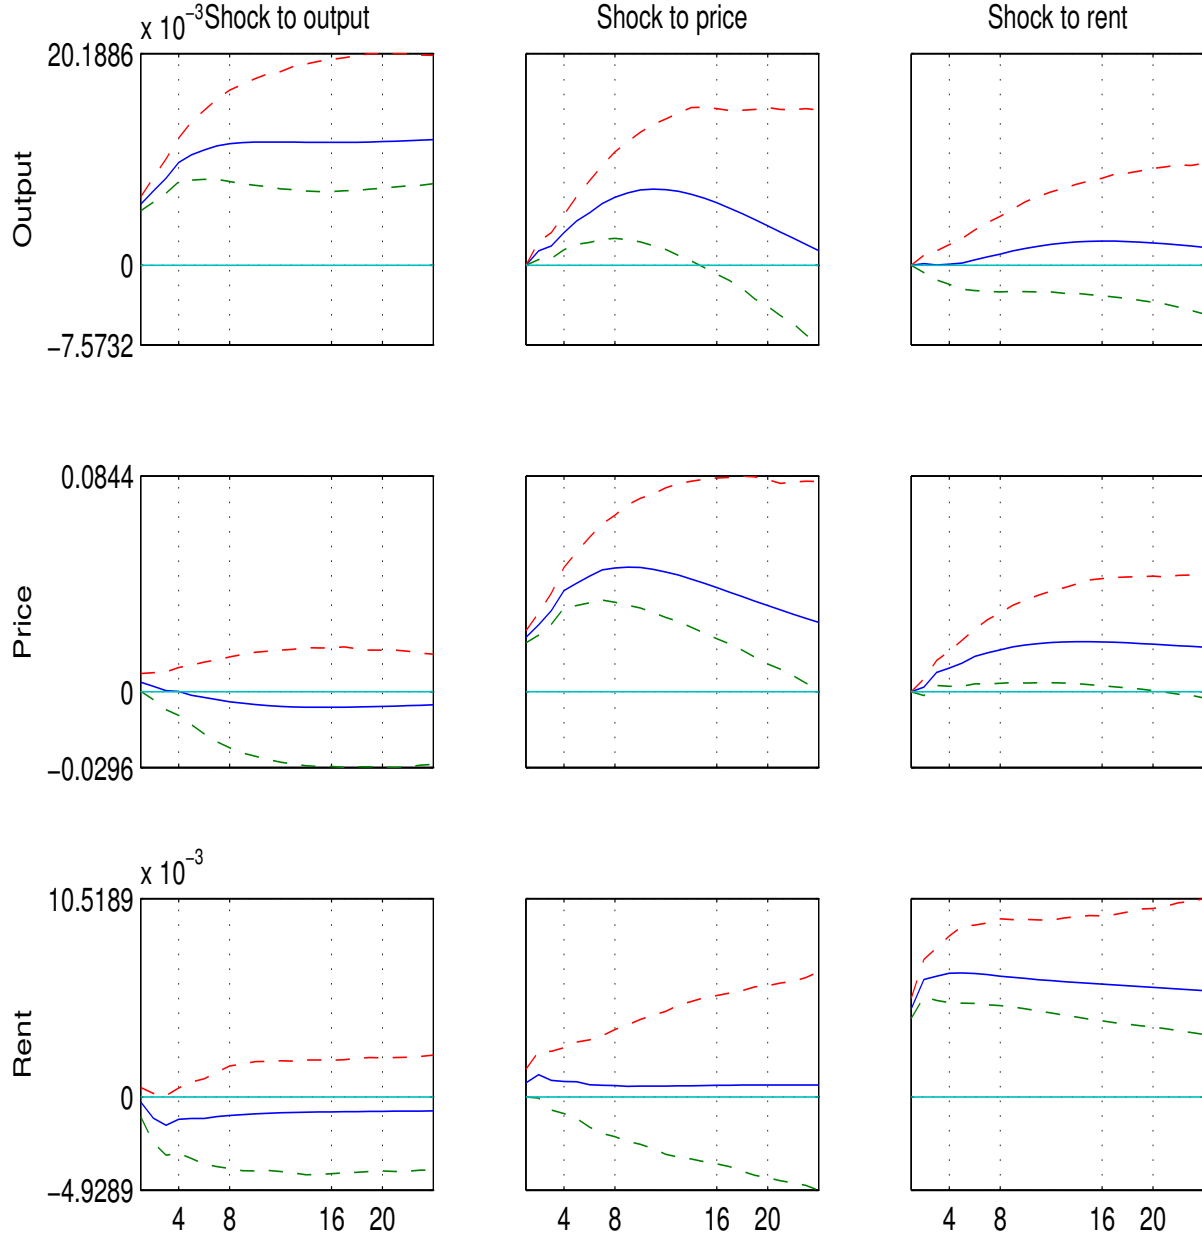 x 10⁻³ Shock to output Shock to price Shock to rent
20.1886
Output
0
−7.5732
0.0844
Price
0
−0.0296
x 10⁻³
10.5189
Rent
0
−4.9289
4 8 16 20 4 8 16 20 4 8 16 20